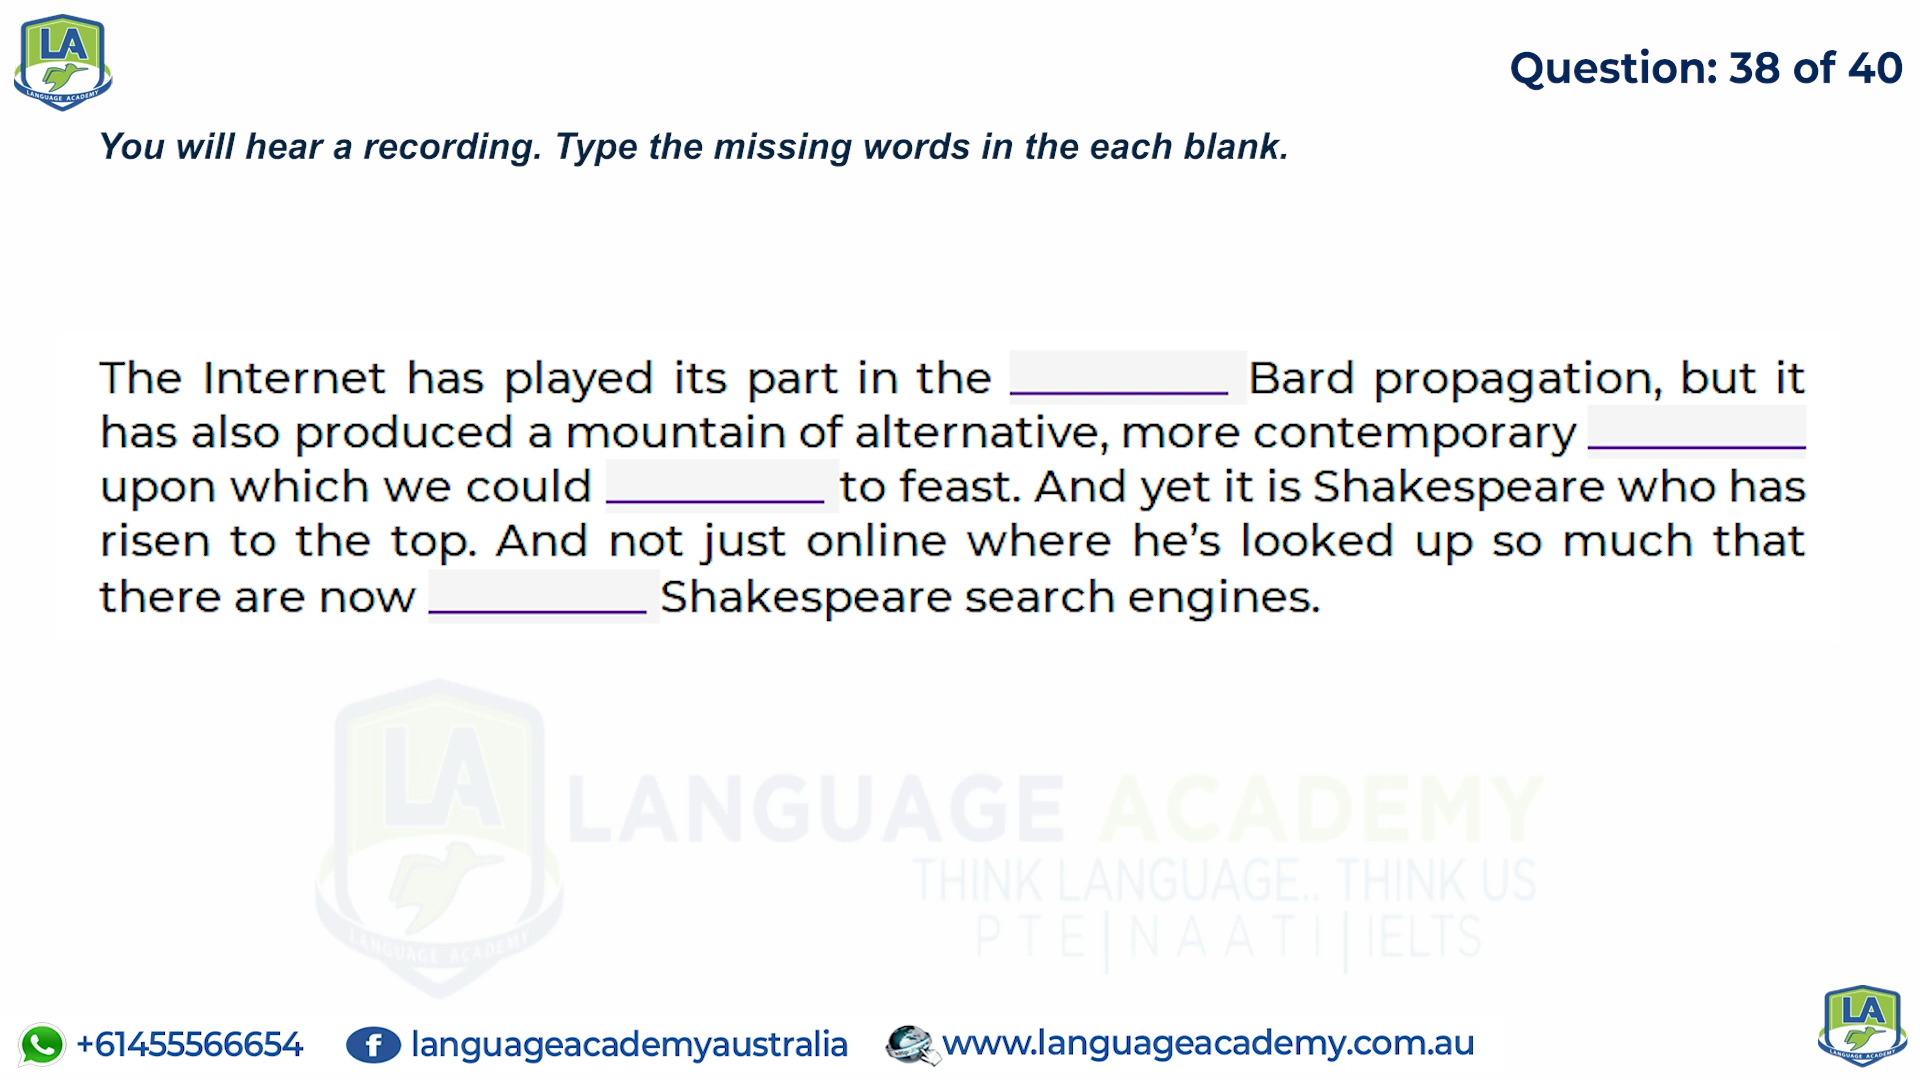 LA
LANGUAGE ACADEMY
Question: 38 of 40
You will hear a recording. Type the missing words in the each blank.
The Internet has played its part in the __________ Bard propagation, but it
has also produced a mountain of alternative, more contemporary __________
upon which we could __________ to feast. And yet it is Shakespeare who has
risen to the top. And not just online where he’s looked up so much that
there are now __________ Shakespeare search engines.
LA
LANGUAGE ACADEMY
LANGUAGE ACADEMY
THINK LANGUAGE.. THINK US
PTE|NAATI|IELTS
+61455566654
f languageacademyaustralia
www.languageacademy.com.au
LA
LANGUAGE ACADEMY